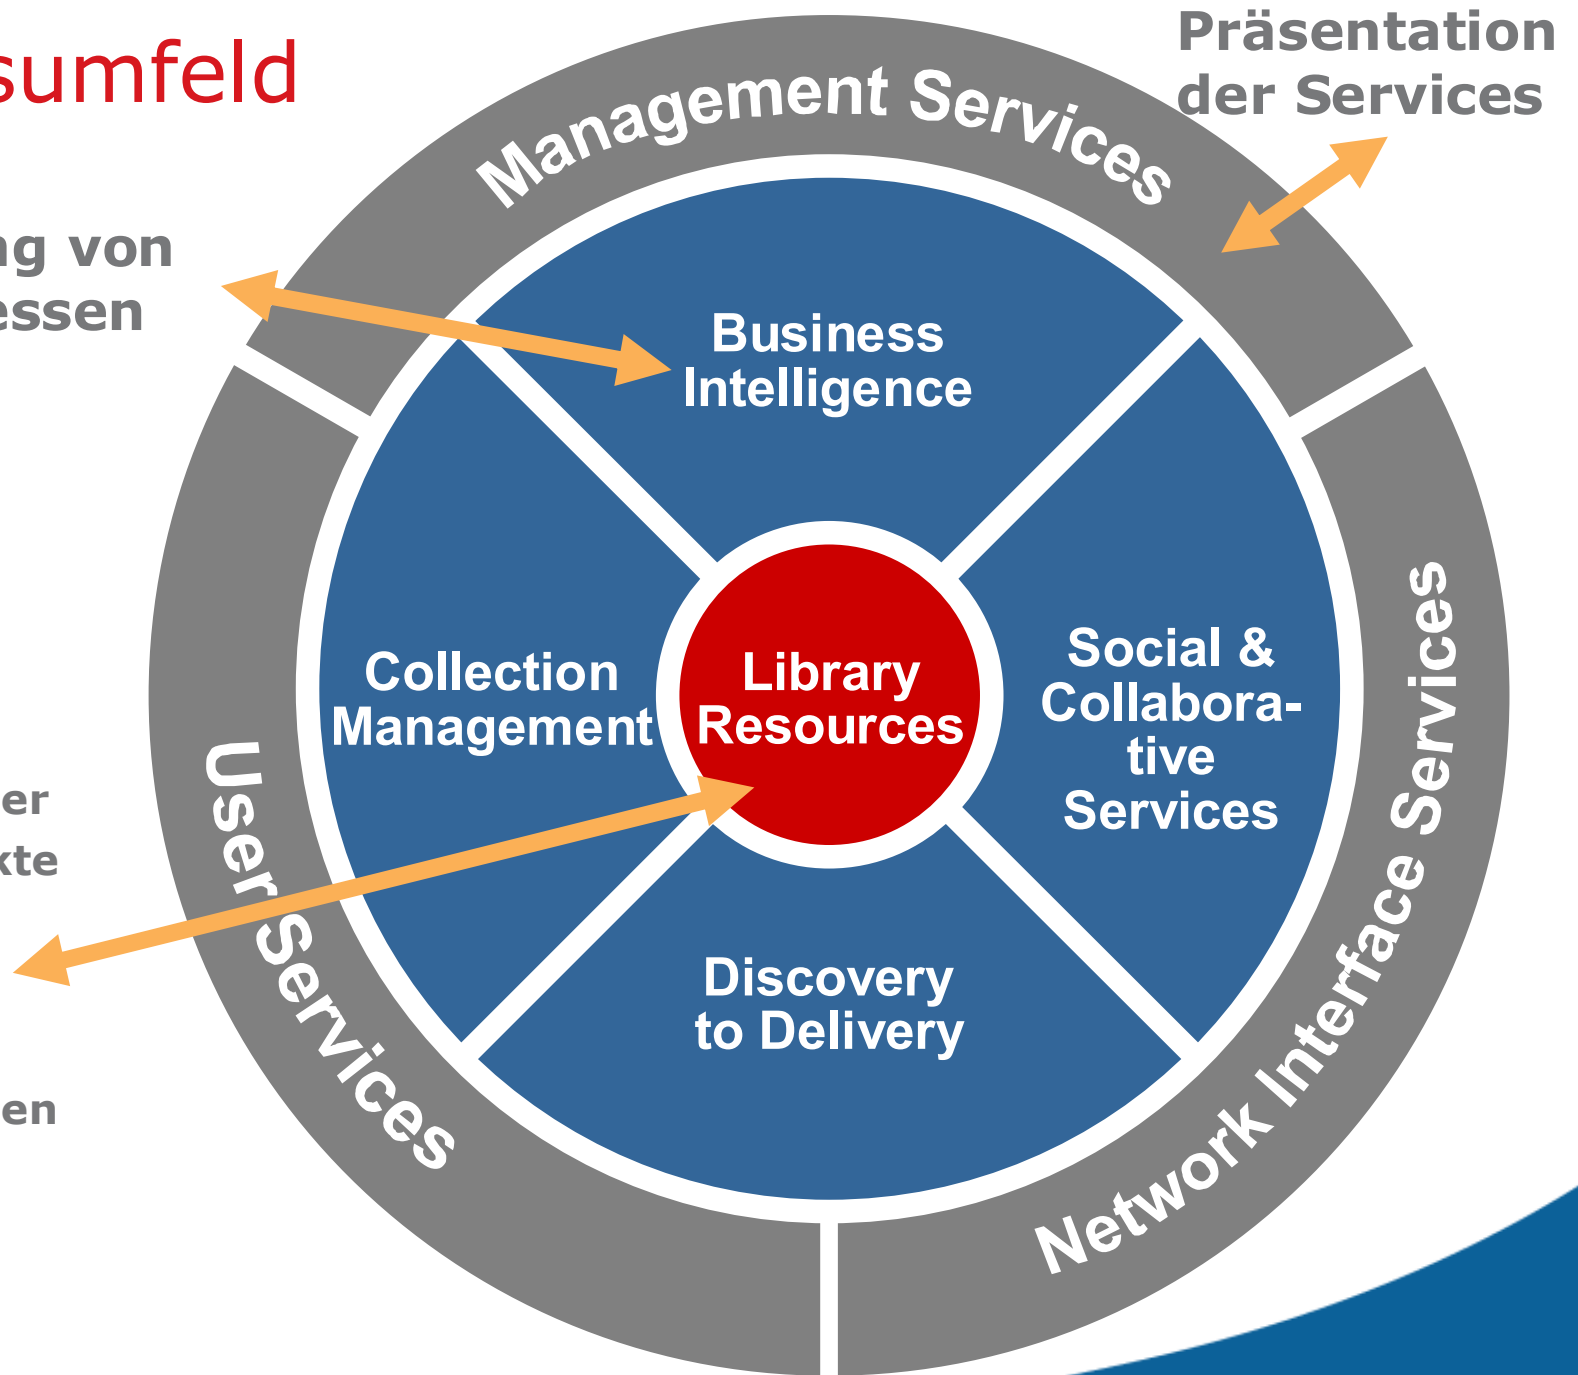 sumfeld
Präsentation
der Services
Management Services
ng von
essen
Business
Intelligence
Collection
Management
Library
Resources
Social &
Collabora-
tive
Services
er
kte
User Services
Discovery
to Delivery
en
Network Interface Services